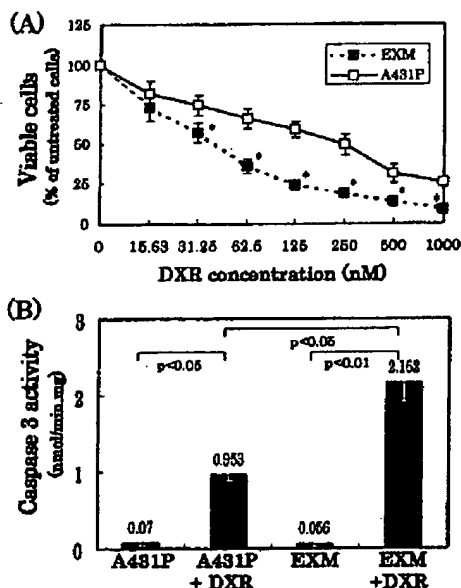 (A)
125
100
75
50
25
0
Viable cells
(% of untreated cells)
EXM
A431P
* * * * * * *
0 15.63 31.25 62.5 125 250 500 1000
DXR concentration (nM)
(B)
3
2
1
0
Caspase 3 activity
(nmol/min.mg)
p<0.05
p<0.05
p<0.01
0.07
0.953
0.056
2.153
A431P A431P EXM EXM
+ DXR +DXR